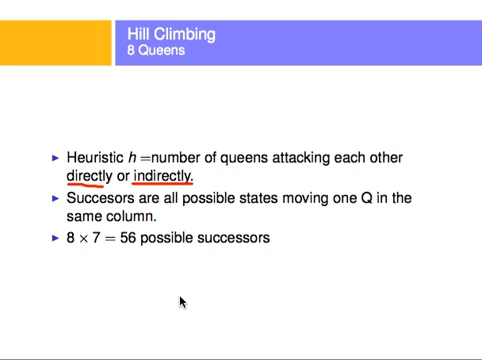 Hill Climbing
8 Queens
► Heuristic h =number of queens attacking each other
directly or indirectly.
► Succesors are all possible states moving one Q in the
same column.
► 8 × 7 = 56 possible successors